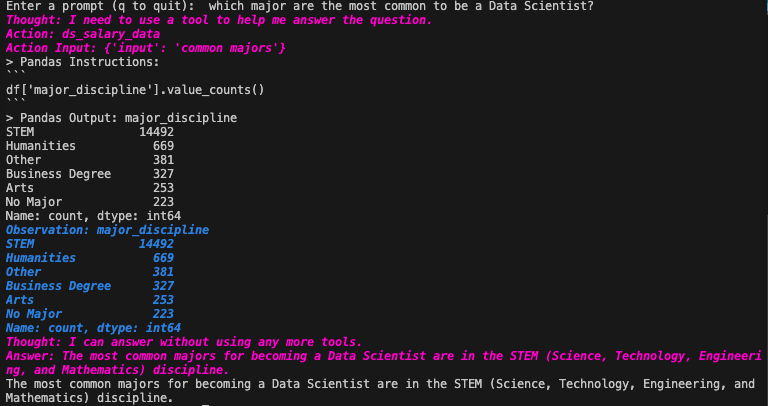 Enter a prompt (q to quit):  which major are the most common to be a Data Scientist?
Thought: I need to use a tool to help me answer the question.
Action: ds_salary_data
Action Input: {'input': 'common majors'}
> Pandas Instructions:
```
df['major_discipline'].value_counts()
```
> Pandas Output: major_discipline
STEM               14492
Humanities           669
Other                381
Business Degree      327
Arts                 253
No Major             223
Name: count, dtype: int64
Observation: major_discipline
STEM               14492
Humanities           669
Other                381
Business Degree      327
Arts                 253
No Major             223
Name: count, dtype: int64
Thought: I can answer without using any more tools.
Answer: The most common majors for becoming a Data Scientist are in the STEM (Science, Technology, Engineeri
ng, and Mathematics) discipline.
The most common majors for becoming a Data Scientist are in the STEM (Science, Technology, Engineering, and
Mathematics) discipline.